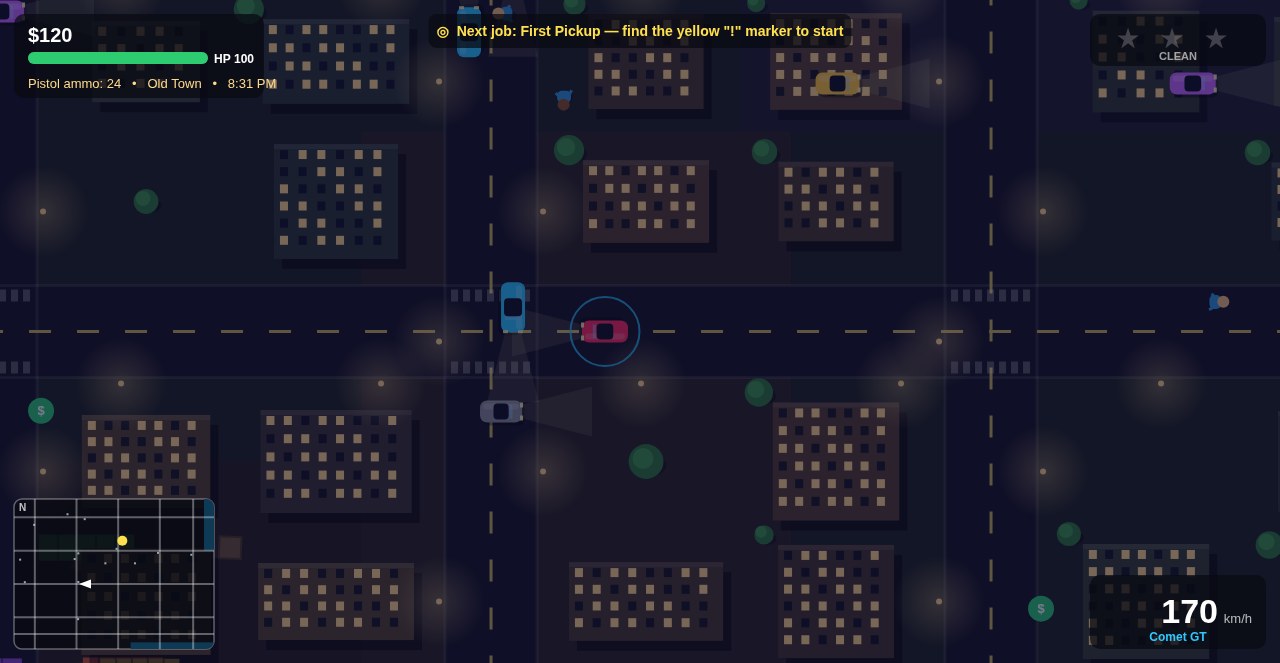 $120
HP 100
Pistol ammo: 24 • Old Town • 8:31 PM
◎ Next job: First Pickup — find the yellow "!" marker to start
★ ★ ★
CLEAN
$
$
N
170 km/h
Comet GT